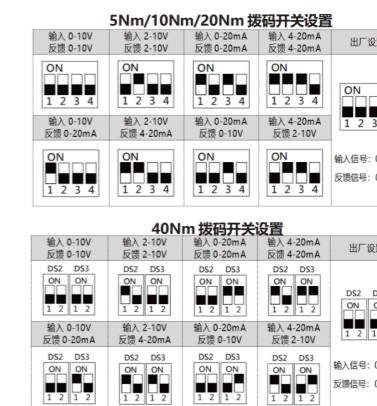 5Nm/10Nm/20Nm 拨码开关设置
输入 0-10V 输入 2-10V 输入 0-20mA 输入 4-20mA
反馈 0-10V 反馈 2-10V 反馈 0-20mA 反馈 4-20mA
出厂设
ON ON ON ON
ON
1 2 3 4 1 2 3 4 1 2 3 4 1 2 3 4
1 2 3
输入 0-10V 输入 2-10V 输入 0-20mA 输入 4-20mA
反馈 0-20mA 反馈 4-20mA 反馈 0-10V 反馈 2-10V
ON ON ON ON
输入信号：0
1 2 3 4 1 2 3 4 1 2 3 4 1 2 3 4
反馈信号：0
40Nm 拨码开关设置
输入 0-10V 输入 2-10V 输入 0-20mA 输入 4-20mA
反馈 0-10V 反馈 2-10V 反馈 0-20mA 反馈 4-20mA
出厂设
DS2 DS3 DS2 DS3 DS2 DS3 DS2 DS3
ON ON ON ON ON ON ON ON
DS2
ON
1 2 1 2 1 2 1 2 1 2 1 2 1 2 1 2
1 2 1
输入 0-10V 输入 2-10V 输入 0-20mA 输入 4-20mA
反馈 0-20mA 反馈 4-20mA 反馈 0-10V 反馈 2-10V
DS2 DS3 DS2 DS3 DS2 DS3 DS2 DS3
输入信号：0
ON ON ON ON ON ON ON ON
反馈信号：0
1 2 1 2 1 2 1 2 1 2 1 2 1 2 1 2